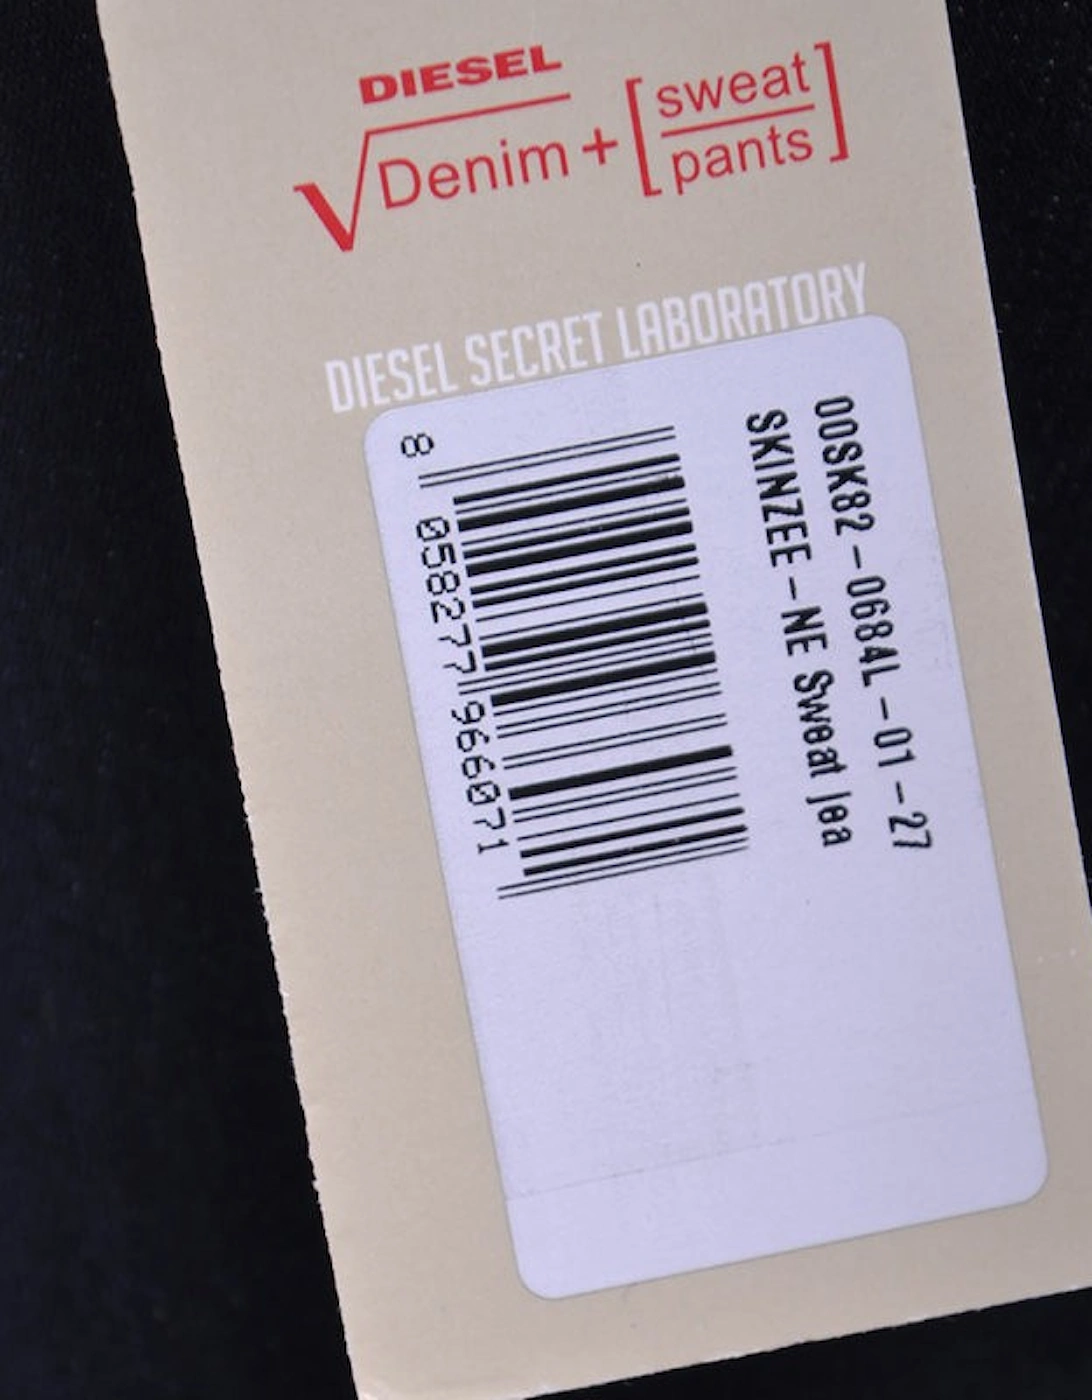 DIESEL
√Denim + [sweat
pants]
DIESEL SECRET LABORATORY
00SK82-0684L-01-27
SKINZEE-NE Sweat Jea
8 058277 966071